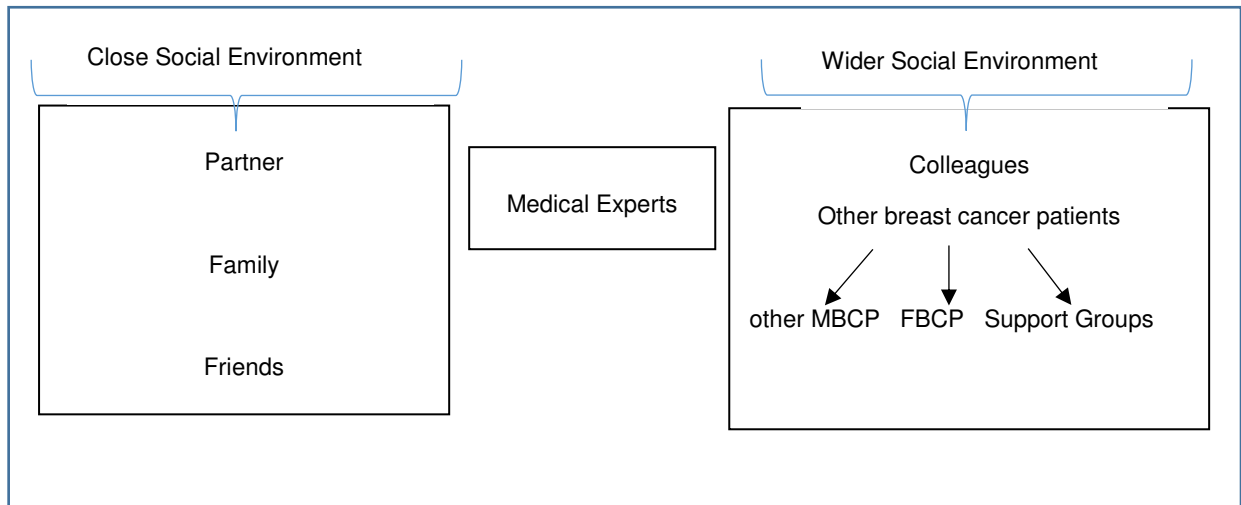 Close Social Environment
Partner
Family
Friends
Medical Experts
Wider Social Environment
Colleagues
Other breast cancer patients
other MBCP FBCP Support Groups